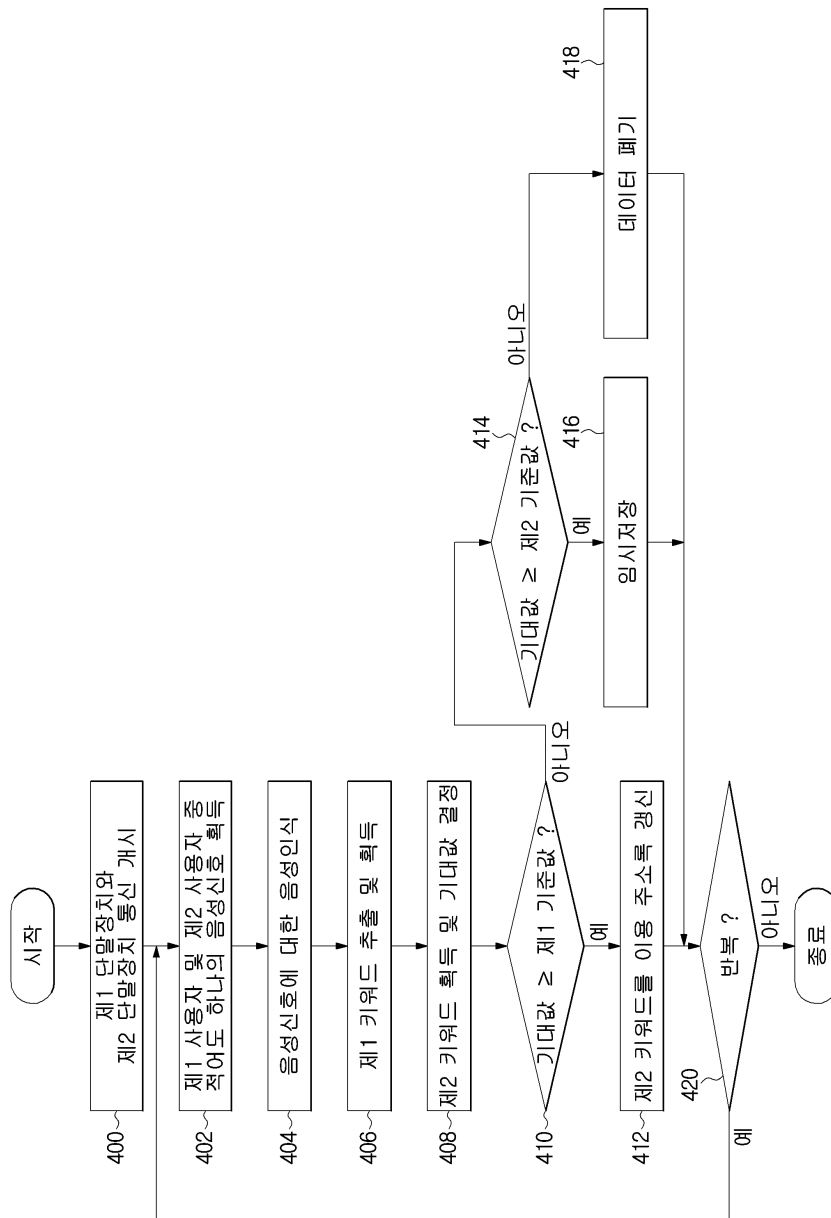 시작
제1 단말장치와
제2 단말장치 통신 개시
400
제1 사용자 및 제2 사용자 중
적어도 하나의 음성신호 획득
402
음성신호에 대한 음성인식
404
제1 키워드 추출 및 획득
406
제2 키워드 획득 및 기대값 결정
408
기대값 ≥ 제1 기준값 ?
410
아니오
예
제2 키워드를 이용 주소록 갱신
412
기대값 ≥ 제2 기준값 ?
414
아니오
예
임시저장
416
데이터 폐기
418
반복 ?
420
예
아니오
종료